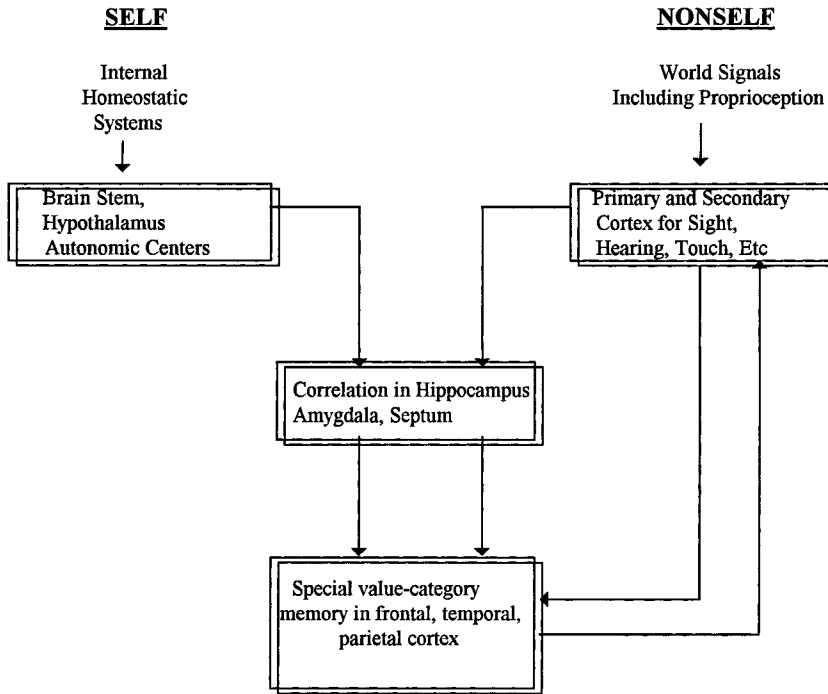 SELF
NONSELF
Internal
Homeostatic
Systems
World Signals
Including Proprioception
Brain Stem,
Hypothalamus
Autonomic Centers
Primary and Secondary
Cortex for Sight,
Hearing, Touch, Etc
Correlation in Hippocampus
Amygdala, Septum
Special value-category
memory in frontal, temporal,
parietal cortex